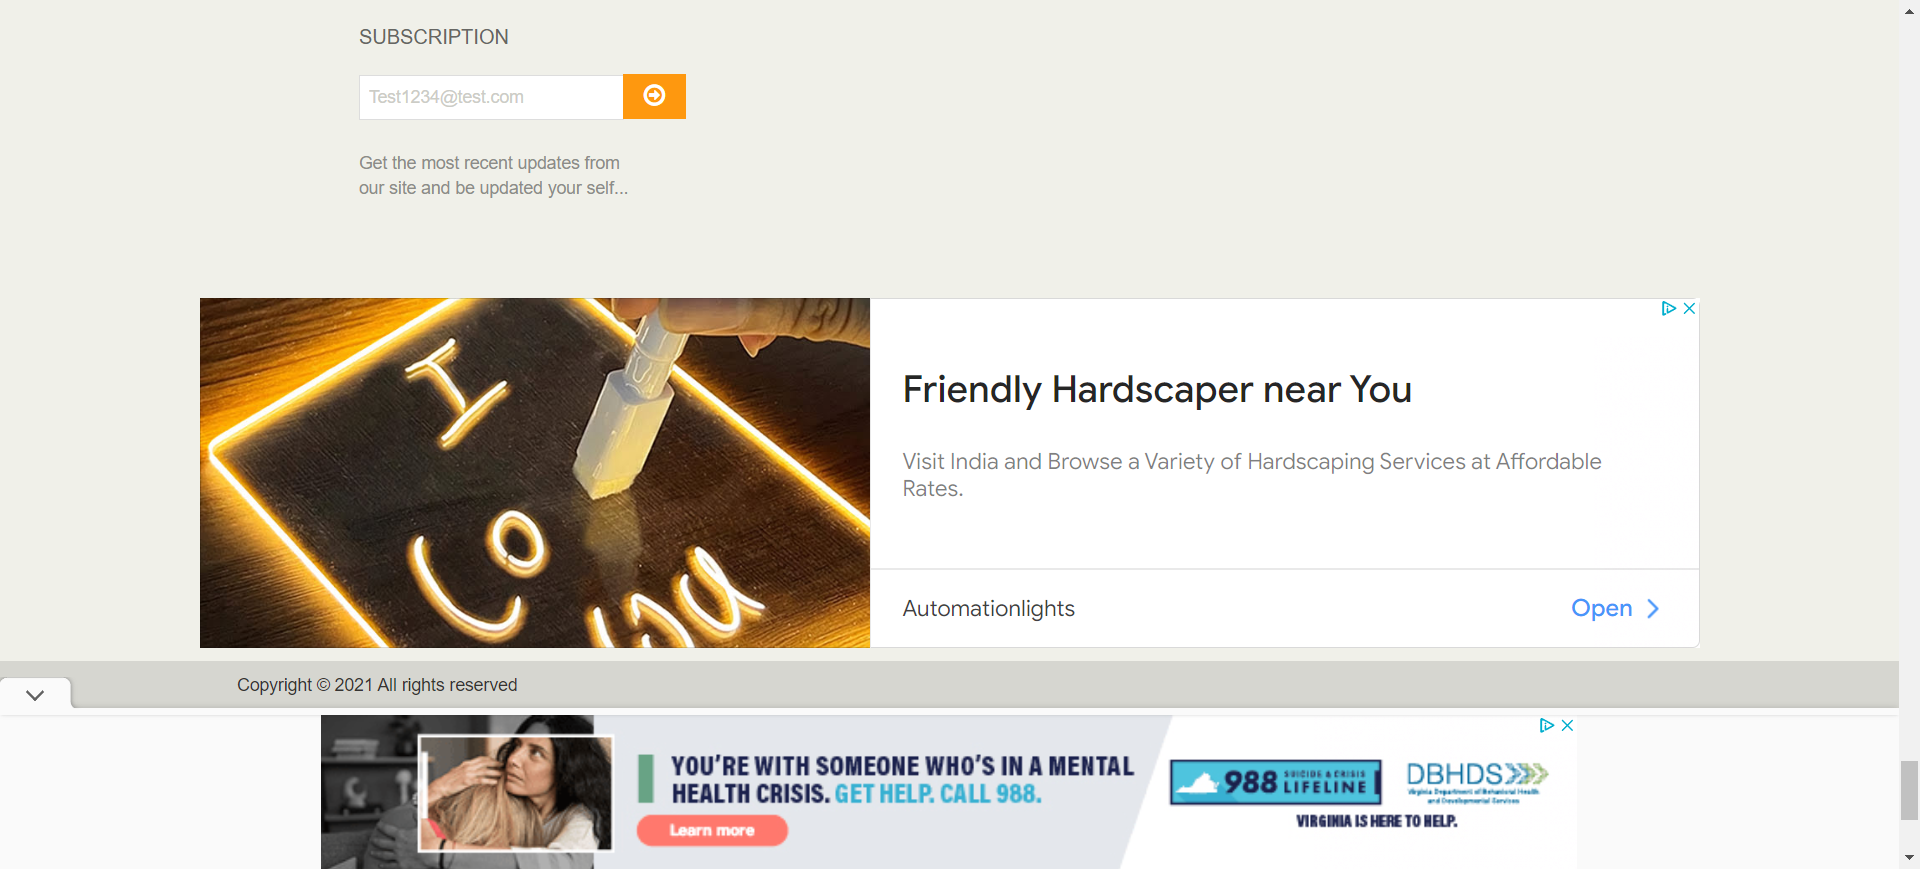 SUBSCRIPTION
Test1234@test.com
Get the most recent updates from
our site and be updated your self...
I
Co
Friendly Hardscaper near You
Visit India and Browse a Variety of Hardscaping Services at Affordable
Rates.
Automationlights
Open
Copyright © 2021 All rights reserved
YOU'RE WITH SOMEONE WHO'S IN A MENTAL
HEALTH CRISIS. GET HELP. CALL 988.
Learn more
988 SUICIDE & CRISIS
LIFELINE
DBHDS
Virginia Department of Behavioral Health
and Developmental Services
VIRGINIA IS HERE TO HELP.